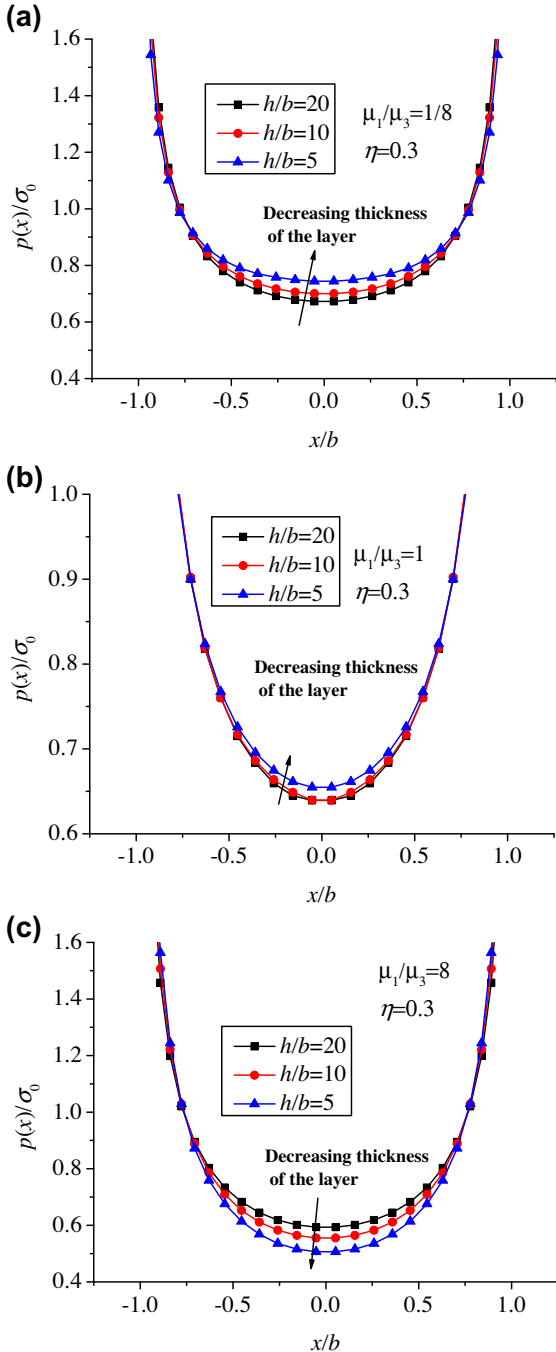 (a)
1.6
1.4
1.2
1.0
0.8
0.6
0.4
p(x)/σ₀
h/b=20
h/b=10
h/b=5
μ₁/μ₃=1/8
η=0.3
Decreasing thickness
of the layer
-1.0
-0.5
0.0
0.5
1.0
x/b
(b)
1.0
0.9
0.8
0.7
0.6
p(x)/σ₀
h/b=20
h/b=10
h/b=5
μ₁/μ₃=1
η=0.3
Decreasing thickness
of the layer
-1.0
-0.5
0.0
0.5
1.0
x/b
(c)
1.6
1.4
1.2
1.0
0.8
0.6
0.4
p(x)/σ₀
μ₁/μ₃=8
η=0.3
h/b=20
h/b=10
h/b=5
Decreasing thickness
of the layer
-1.0
-0.5
0.0
0.5
1.0
x/b